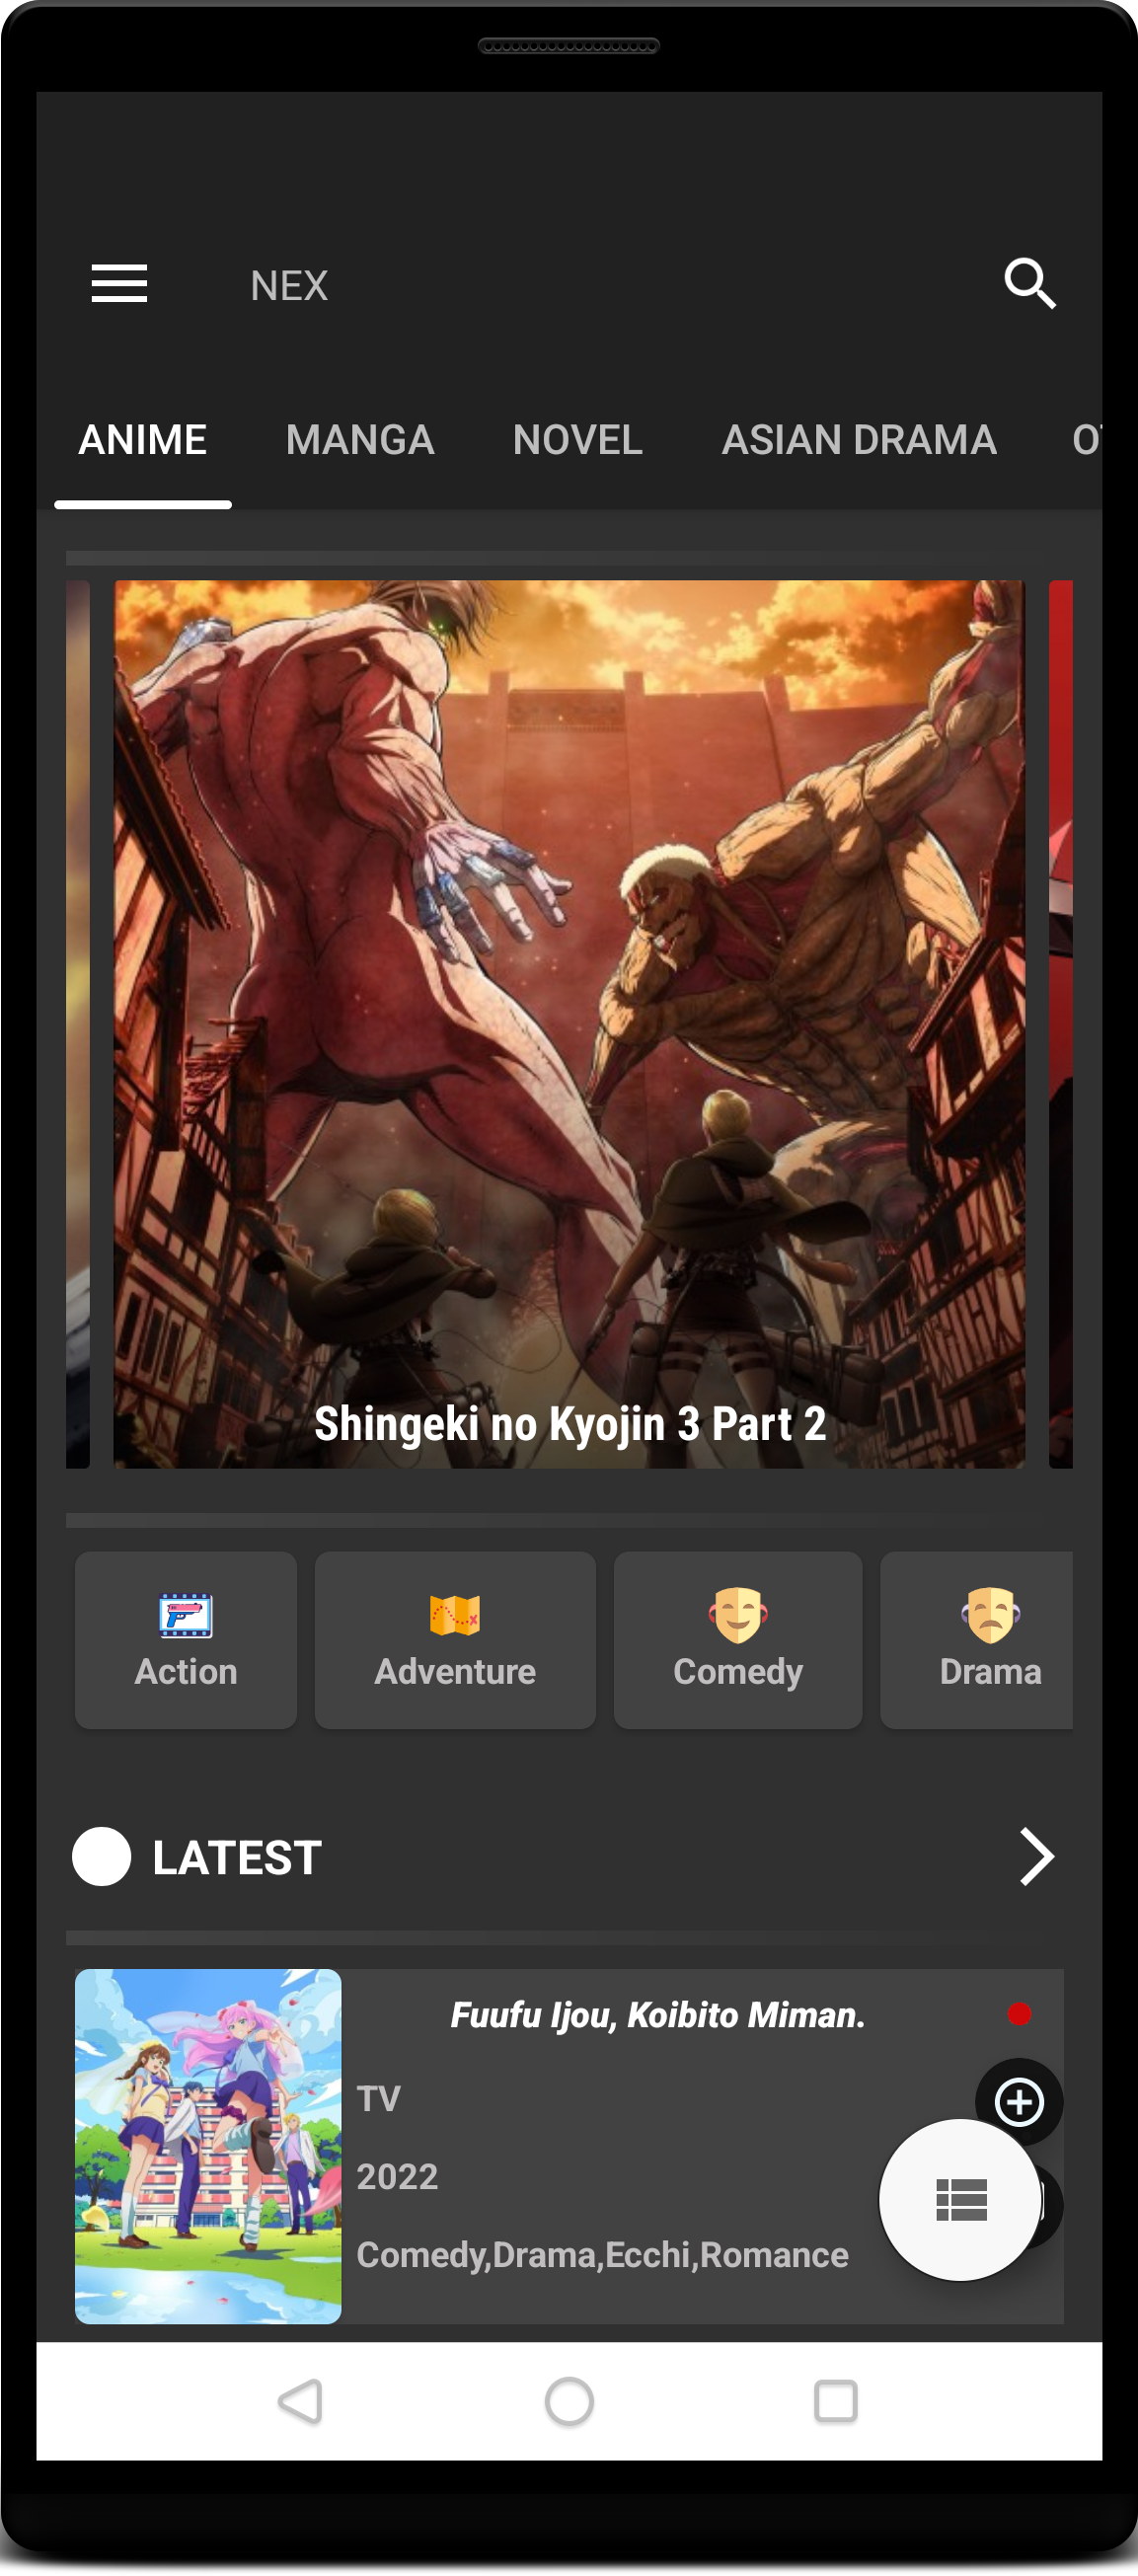 NEX
ANIME MANGA NOVEL ASIAN DRAMA
Shingeki no Kyojin 3 Part 2
Action Adventure Comedy Drama
LATEST
Fuufu Ijou, Koibito Miman.
TV
2022
Comedy,Drama,Ecchi,Romance